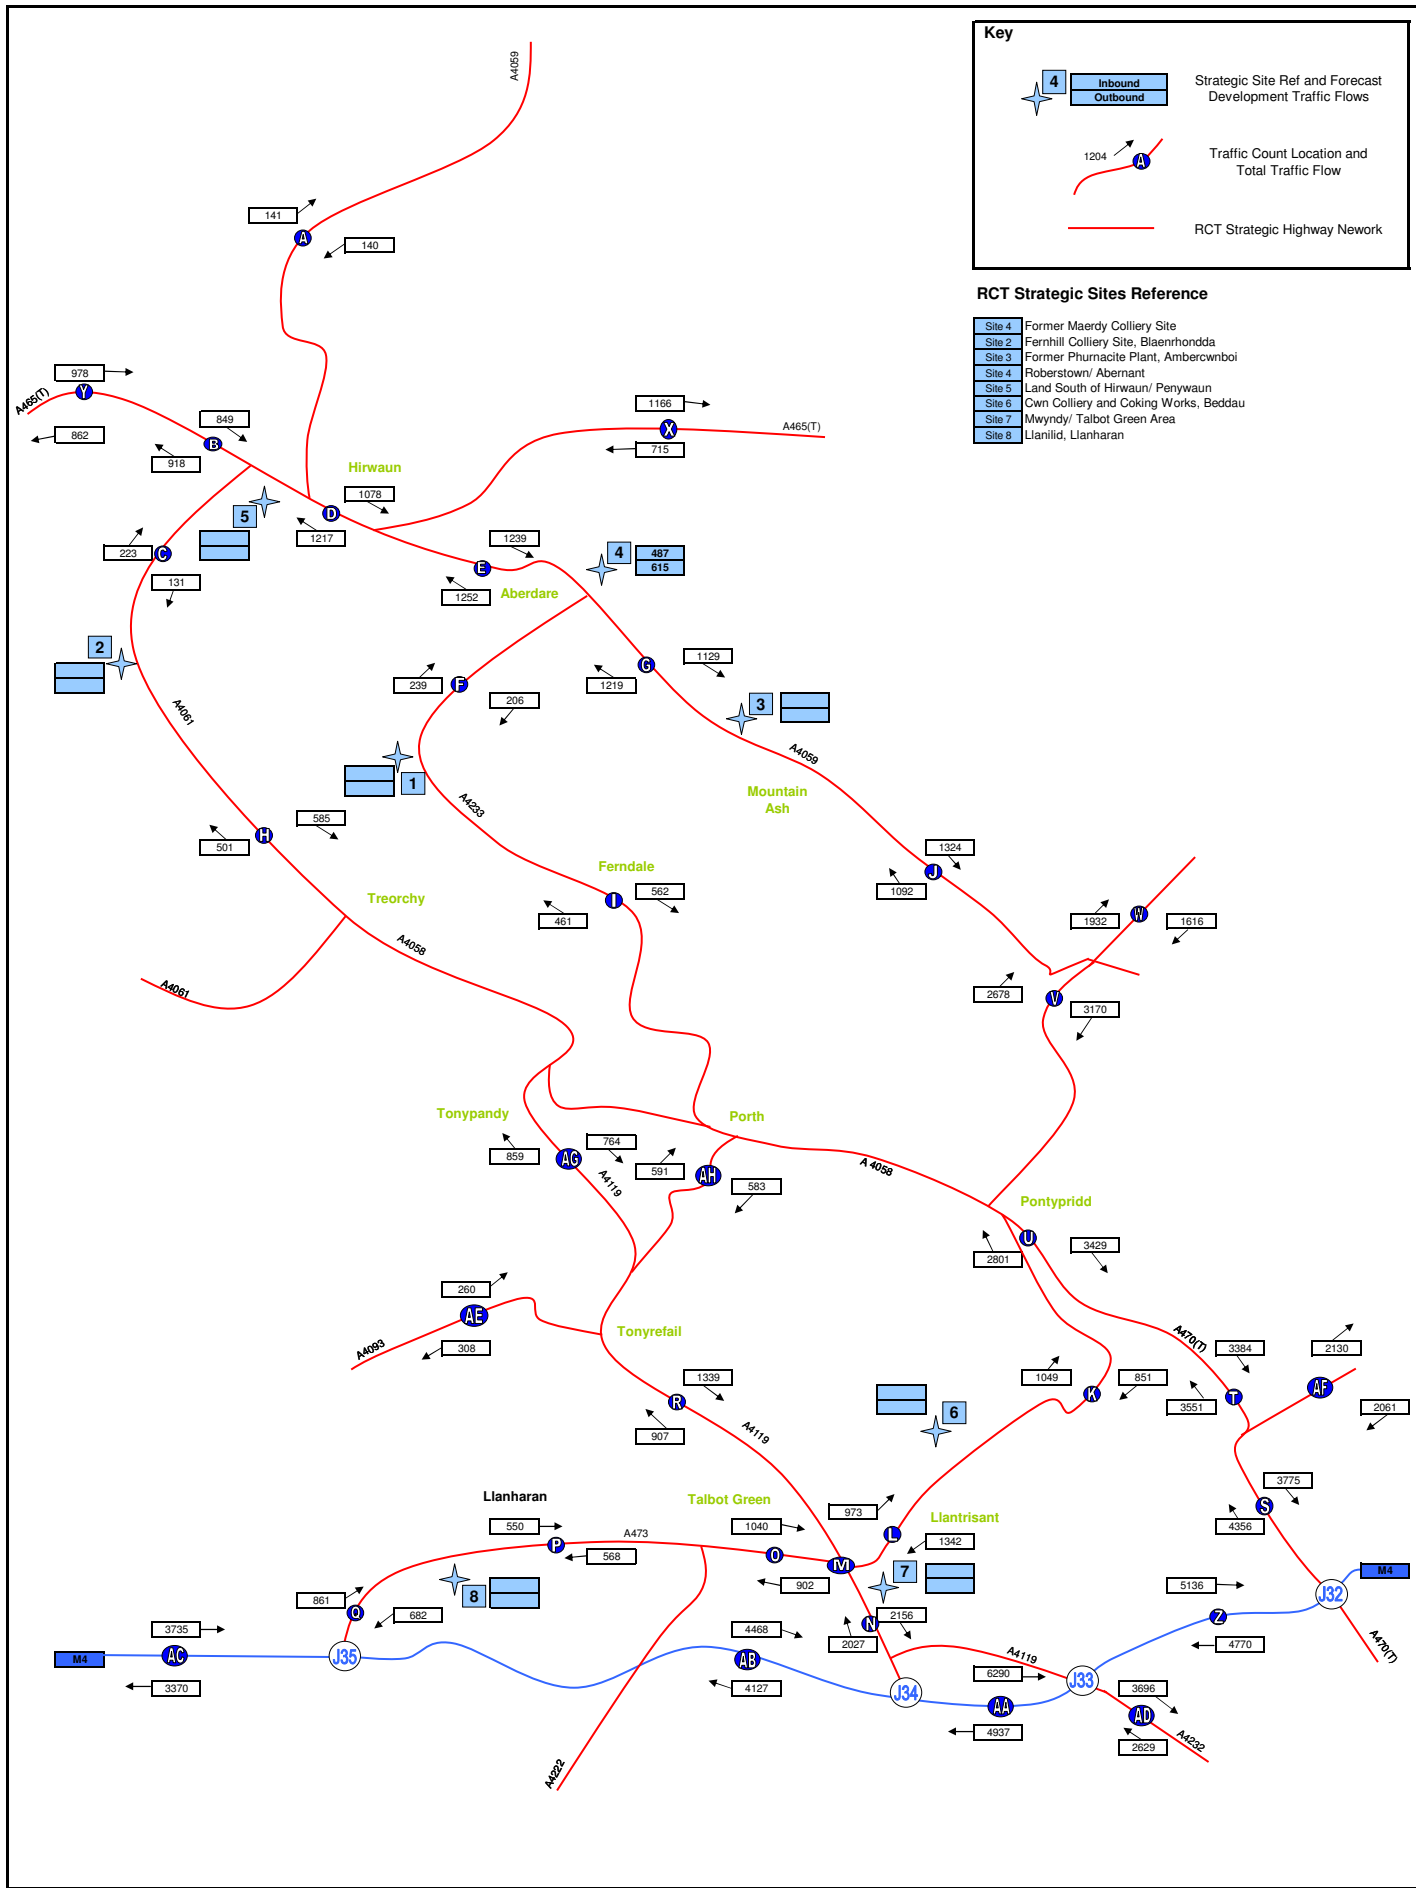 Key
4
Inbound
Outbound
Strategic Site Ref and Forecast
Development Traffic Flows
1204
A
Traffic Count Location and
Total Traffic Flow
RCT Strategic Highway Nework
RCT Strategic Sites Reference
Site 4 Former Maerdy Colliery Site
Site 2 Fernhill Colliery Site, Blaenrhondda
Site 3 Former Phurnacite Plant, Ambercwnboi
Site 4 Roberstown/ Abernant
Site 5 Land South of Hirwaun/ Penywaun
Site 6 Cwn Colliery and Coking Works, Beddau
Site 7 Mwyndy/ Talbot Green Area
Site 8 Llanilid, Llanharan
A4059
141
A
140
978
Y
A465(T)
862
849
B
918
1166
X
A465(T)
715
Hirwaun
1078
D
1217
5
223
C
131
1239
E
1252
Aberdare
4
487
615
2
A4061
239
F
206
1129
G
1219
3
A4059
Mountain
Ash
1
A4233
585
H
501
Treorchy
Ferndale
562
I
461
1324
J
1092
1932
W
1616
A4058
A4061
2678
V
3170
Tonypandy
Porth
764
859
AG
A4119
591
AH
583
A 4058
Pontypridd
2801
U
3429
260
AE
A4093
308
Tonyrefail
1339
R
907
A4119
1049
K
851
6
A470(T)
3384
T
3551
2130
AF
2061
3775
S
4356
Llanharan
550
P
568
A473
Talbot Green
1040
O
902
M
973
L
Llantrisant
1342
7
8
861
Q
682
2156
N
2027
5136
Z
4770
J32
M4
A470(T)
3735
M4
AC
3370
J35
4468
AB
4127
A4119
6290
J33
J34
AA
4937
3696
AD
2629
A4232
A4222